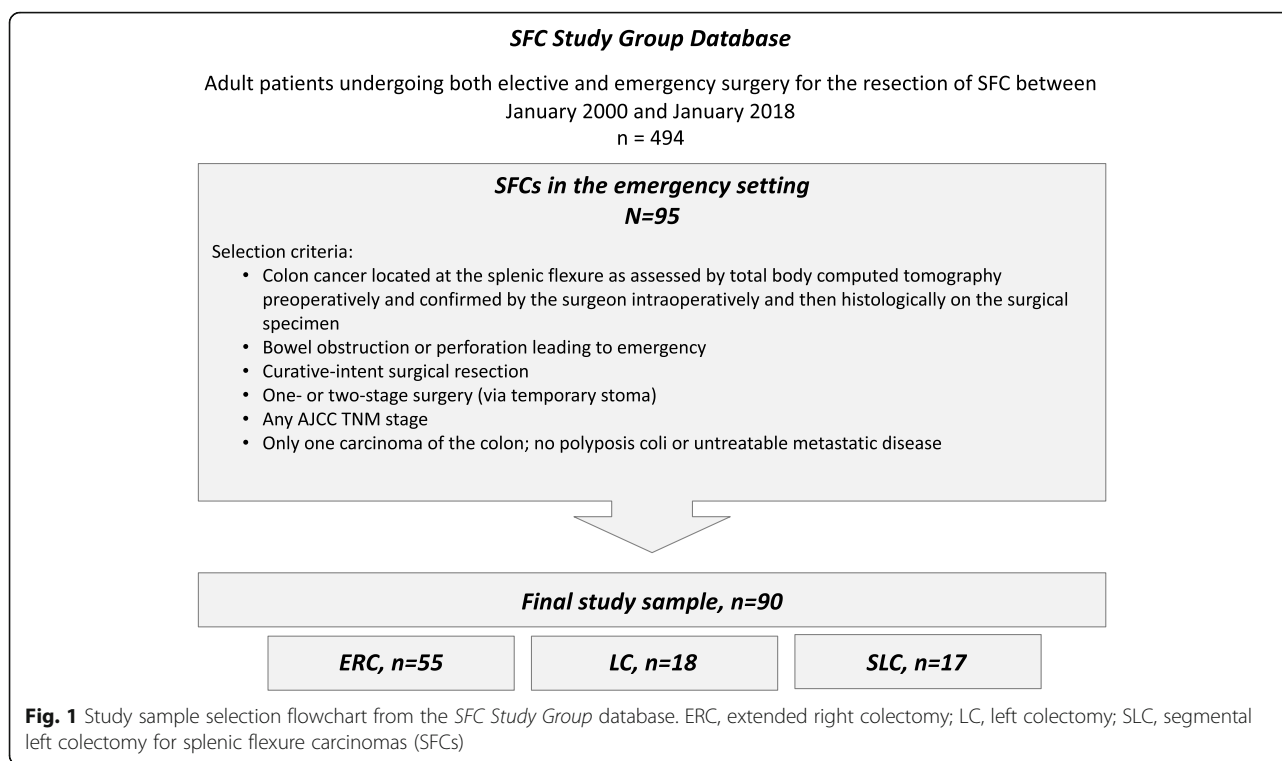 SFC Study Group Database
Adult patients undergoing both elective and emergency surgery for the resection of SFC between
January 2000 and January 2018
n = 494
SFCs in the emergency setting
N=95
Selection criteria:
• Colon cancer located at the splenic flexure as assessed by total body computed tomography
preoperatively and confirmed by the surgeon intraoperatively and then histologically on the surgical
specimen
• Bowel obstruction or perforation leading to emergency
• Curative-intent surgical resection
• One- or two-stage surgery (via temporary stoma)
• Any AJCC TNM stage
• Only one carcinoma of the colon; no polyposis coli or untreatable metastatic disease
Final study sample, n=90
ERC, n=55
LC, n=18
SLC, n=17
Fig. 1 Study sample selection flowchart from the SFC Study Group database. ERC, extended right colectomy; LC, left colectomy; SLC, segmental
left colectomy for splenic flexure carcinomas (SFCs)